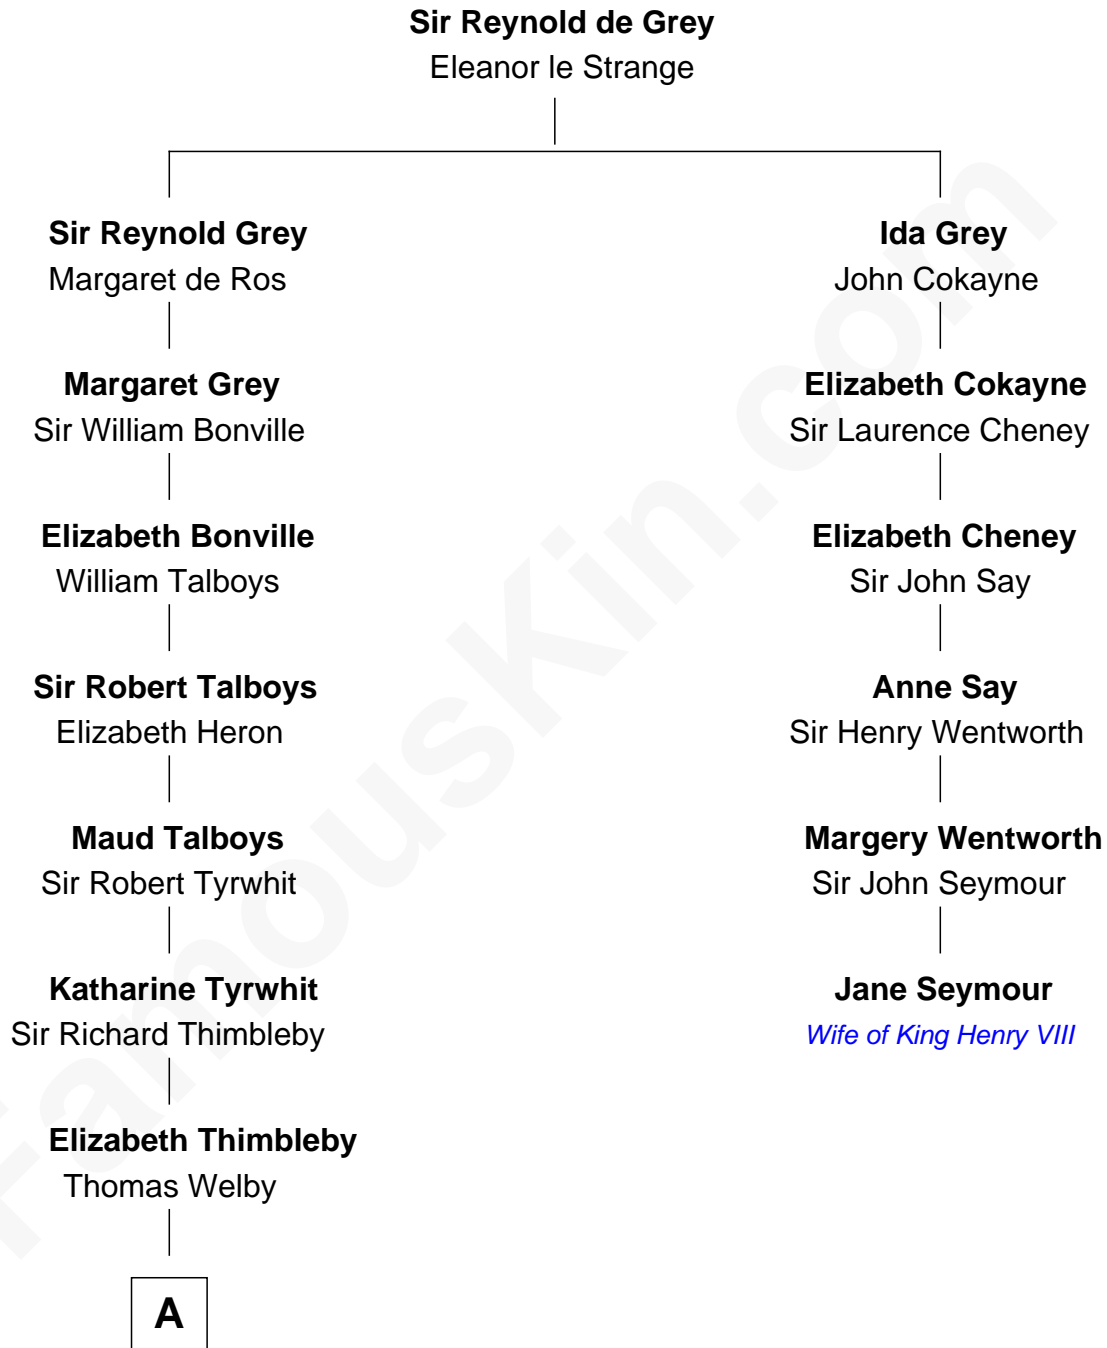 Sir Reynold de Grey
Eleanor le Strange
Sir Reynold Grey
Margaret de Ros
Ida Grey
John Cokayne
Margaret Grey
Sir William Bonville
Elizabeth Cokayne
Sir Laurence Cheney
Elizabeth Bonville
William Talboys
Elizabeth Cheney
Sir John Say
Sir Robert Talboys
Elizabeth Heron
Anne Say
Sir Henry Wentworth
Maud Talboys
Sir Robert Tyrwhit
Margery Wentworth
Sir John Seymour
Katharine Tyrwhit
Sir Richard Thimbleby
Jane Seymour
Wife of King Henry VIII
Elizabeth Thimbleby
Thomas Welby
A
FamousKin.com